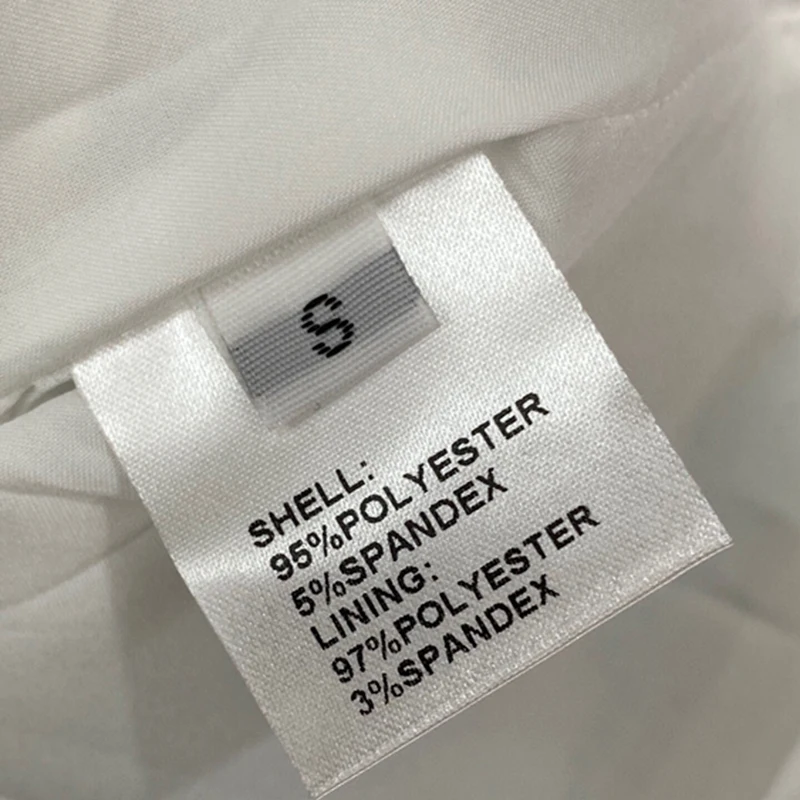 S
SHELL:
95%POLYESTER
5%SPANDEX
LINING:
97%POLYESTER
3%SPANDEX